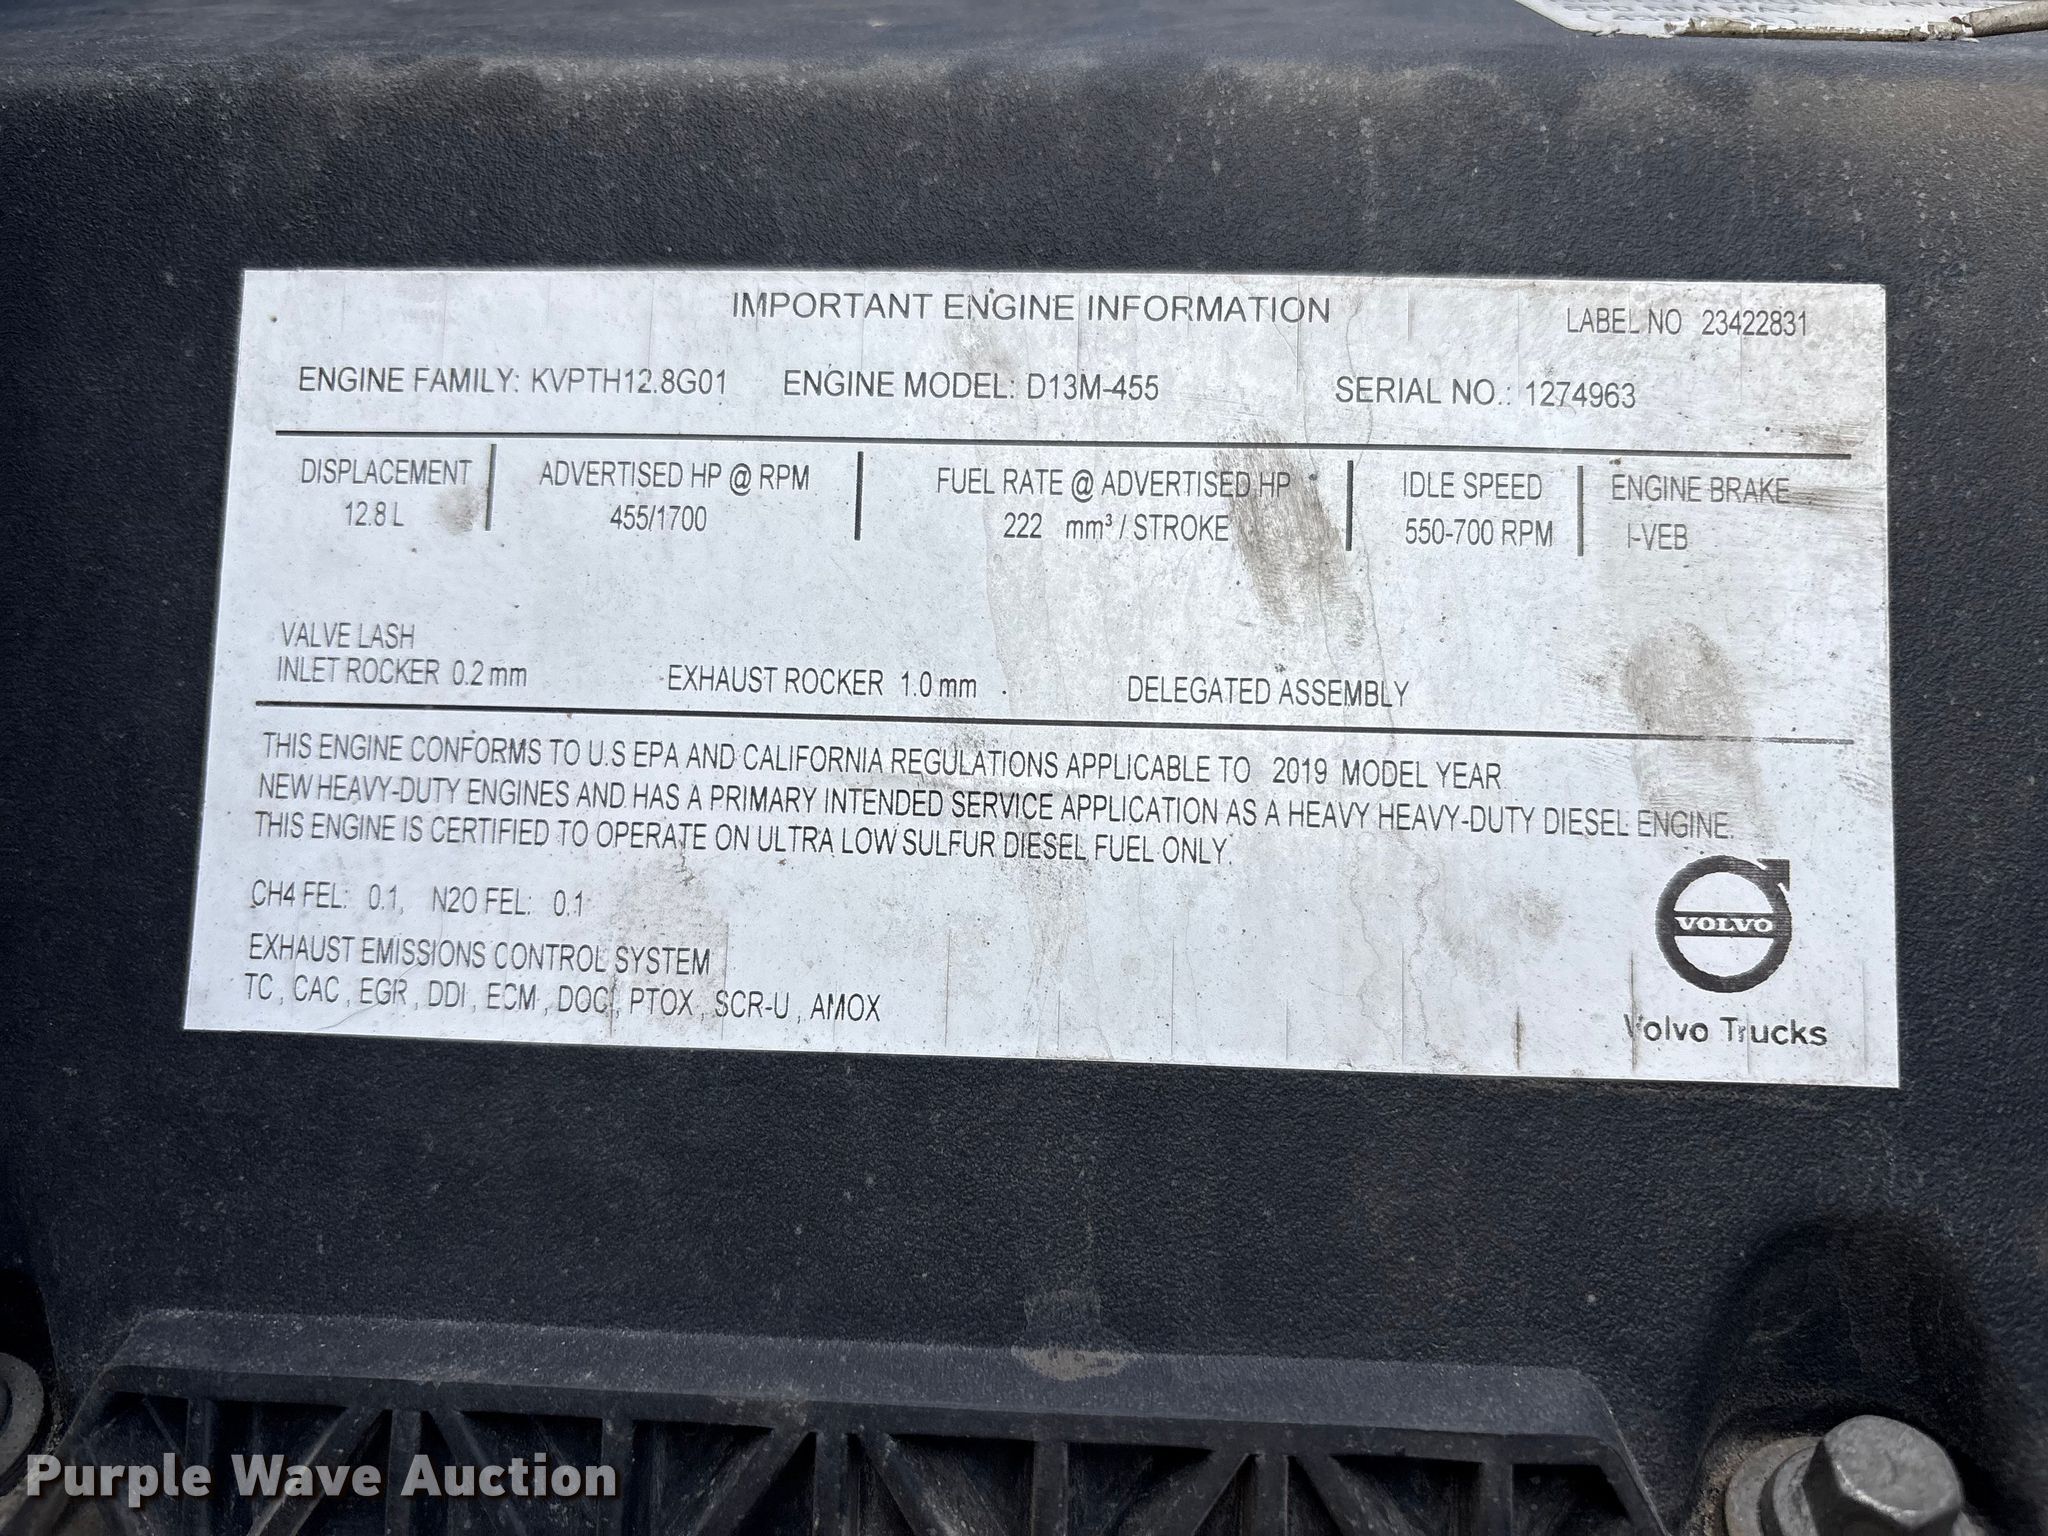 IMPORTANT ENGINE INFORMATION
LABEL NO 23422831
ENGINE FAMILY: KVPTH12.8G01 ENGINE MODEL: D13M-455 SERIAL NO.: 1274963
DISPLACEMENT ADVERTISED HP @ RPM FUEL RATE @ ADVERTISED HP IDLE SPEED ENGINE BRAKE
12.8 L 455/1700 222 mm³ / STROKE 550-700 RPM I-VEB
VALVE LASH
INLET ROCKER 0.2 mm EXHAUST ROCKER 1.0 mm DELEGATED ASSEMBLY
THIS ENGINE CONFORMS TO U.S EPA AND CALIFORNIA REGULATIONS APPLICABLE TO 2019 MODEL YEAR
NEW HEAVY-DUTY ENGINES AND HAS A PRIMARY INTENDED SERVICE APPLICATION AS A HEAVY HEAVY-DUTY DIESEL ENGINE.
THIS ENGINE IS CERTIFIED TO OPERATE ON ULTRA LOW SULFUR DIESEL FUEL ONLY.
CH4 FEL: 0.1, N2O FEL: 0.1
EXHAUST EMISSIONS CONTROL SYSTEM
TC , CAC , EGR , DDI , ECM , DOC , PTOX , SCR-U , AMOX
VOLVO
Volvo Trucks
Purple Wave Auction